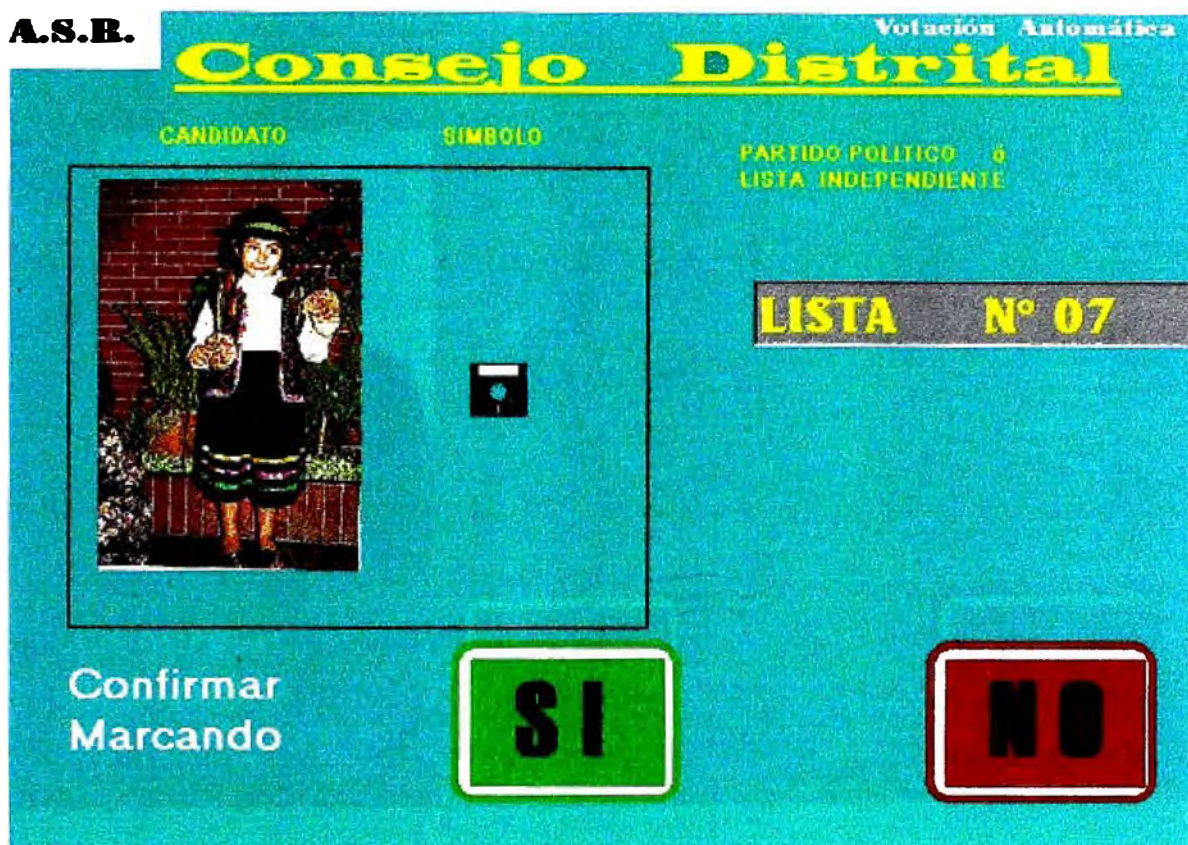 A.S.B.
Votación Automática
Consejo Distrital
CANDIDATO SIMBOLO
PARTIDO POLITICO ó
LISTA INDEPENDIENTE
LISTA Nº 07
Confirmar
Marcando
SI
NO